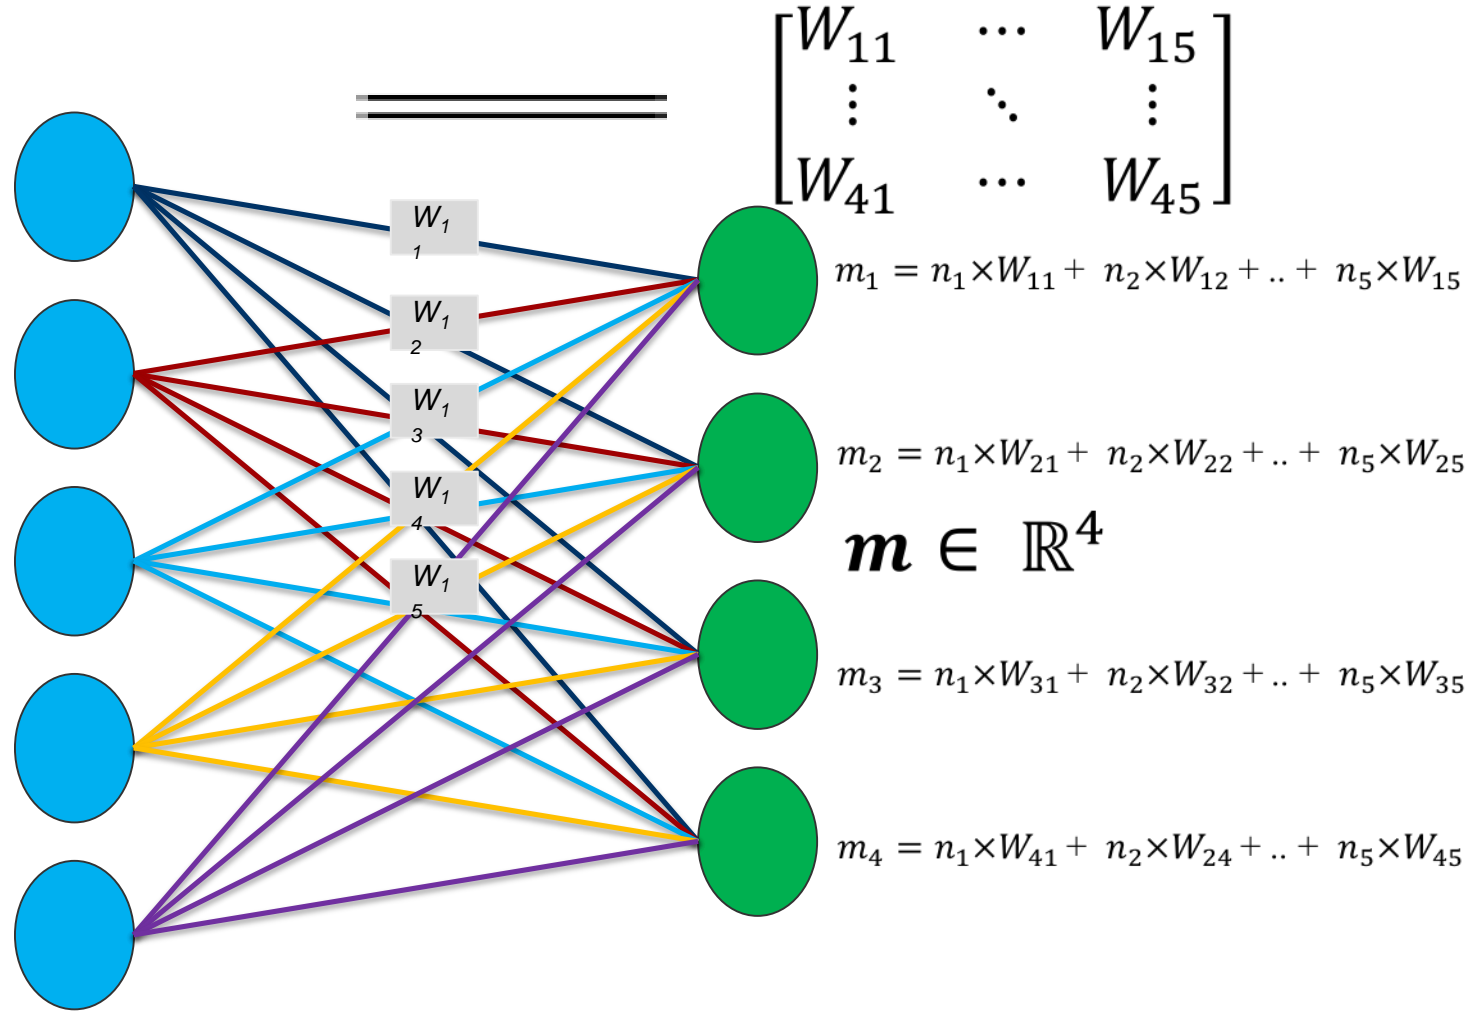 [W₁₁ ⋯ W₁₅
⋮ ⋱ ⋮
W₄₁ ⋯ W₄₅]
W₁
₁
W₁
₂
W₁
₃
W₁
₄
W₁
₅
m₁ = n₁×W₁₁ + n₂×W₁₂ + .. + n₅×W₁₅
m₂ = n₁×W₂₁ + n₂×W₂₂ + .. + n₅×W₂₅
m ∈ ℝ⁴
m₃ = n₁×W₃₁ + n₂×W₃₂ + .. + n₅×W₃₅
m₄ = n₁×W₄₁ + n₂×W₂₄ + .. + n₅×W₄₅